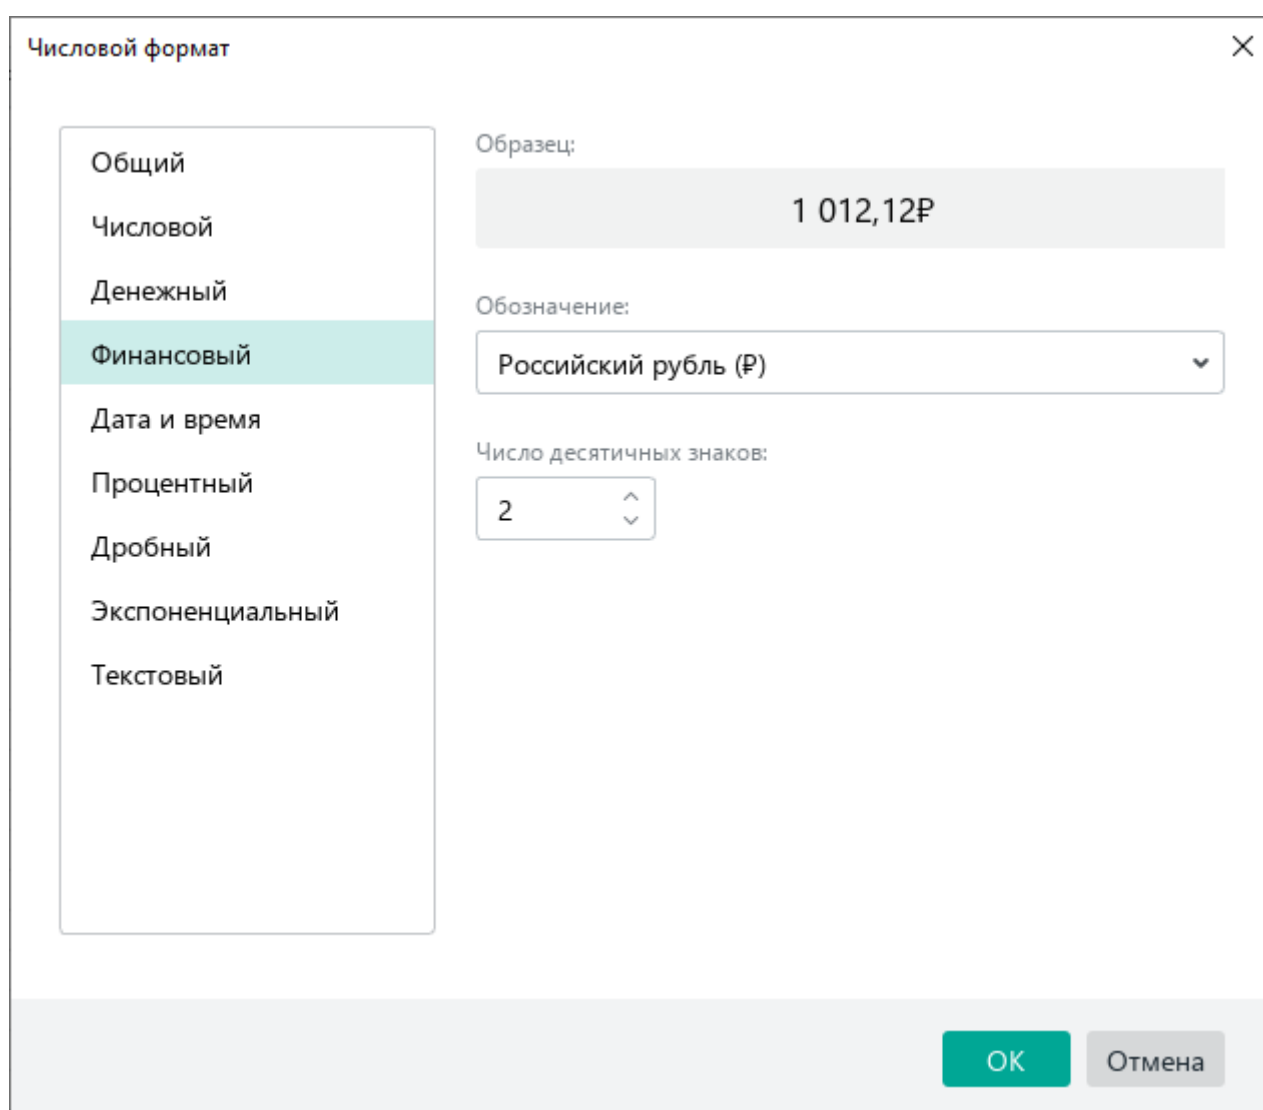 Числовой формат
Общий
Числовой
Денежный
Финансовый
Дата и время
Процентный
Дробный
Экспоненциальный
Текстовый
Образец:
1 012,12₽
Обозначение:
Российский рубль (₽)
Число десятичных знаков:
2
ОК
Отмена